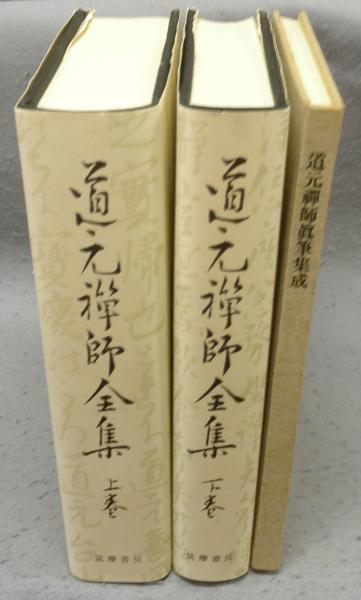 道元禅師全集
上巻
筑摩書房
道元禅師全集
下巻
筑摩書房
道元禪師眞筆集成